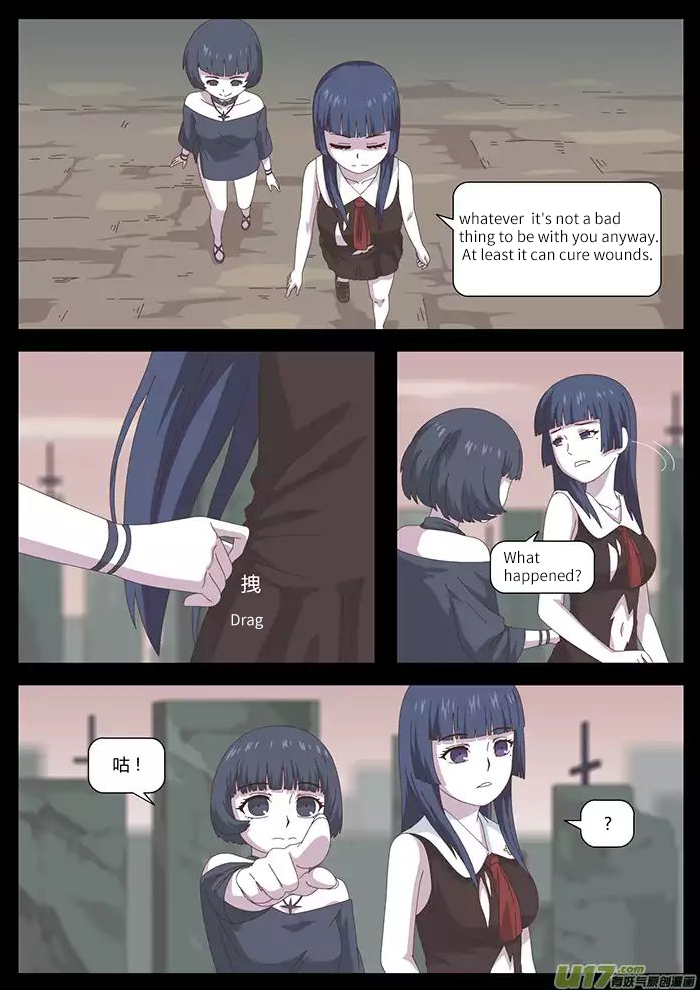 whatever it's not a bad
thing to be with you anyway.
At least it can cure wounds.
拽
Drag
What
happened?
咕！
?
U17.com
有妖气原创漫画